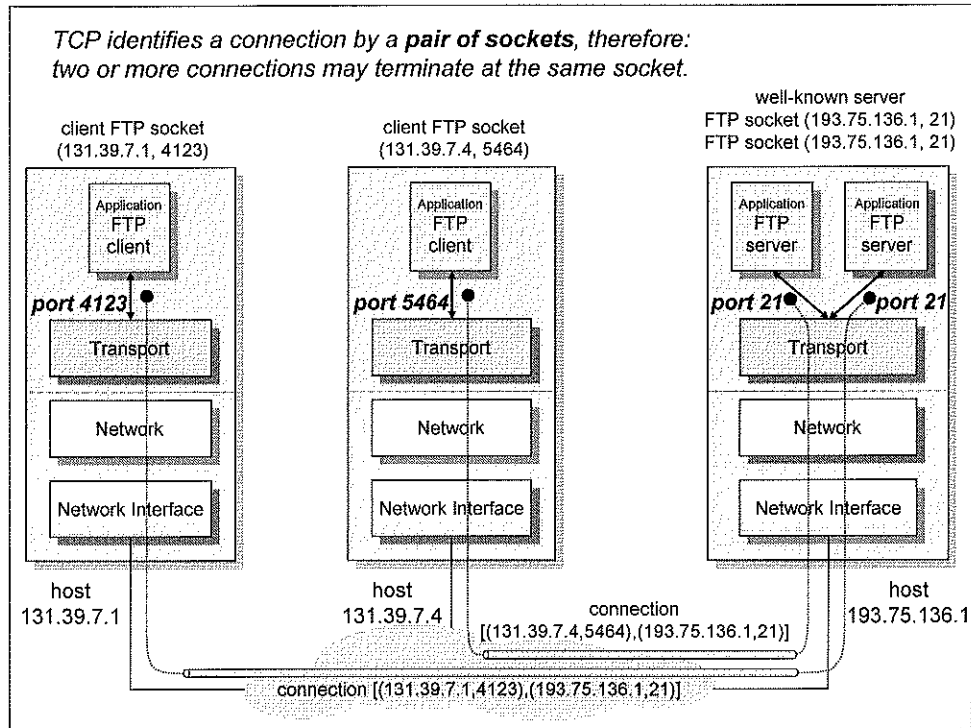 TCP identifies a connection by a pair of sockets, therefore:
two or more connections may terminate at the same socket.
client FTP socket
(131.39.7.1, 4123)
client FTP socket
(131.39.7.4, 5464)
well-known server
FTP socket (193.75.136.1, 21)
FTP socket (193.75.136.1, 21)
Application
FTP
client
Application
FTP
client
Application
FTP
server
Application
FTP
server
port 4123
port 5464
port 21
port 21
Transport
Transport
Transport
Network
Network
Network
Network Interface
Network Interface
Network Interface
host
131.39.7.1
host
131.39.7.4
host
193.75.136.1
connection
[(131.39.7.4,5464),(193.75.136.1,21)]
connection [(131.39.7.1,4123),(193.75.136.1,21)]